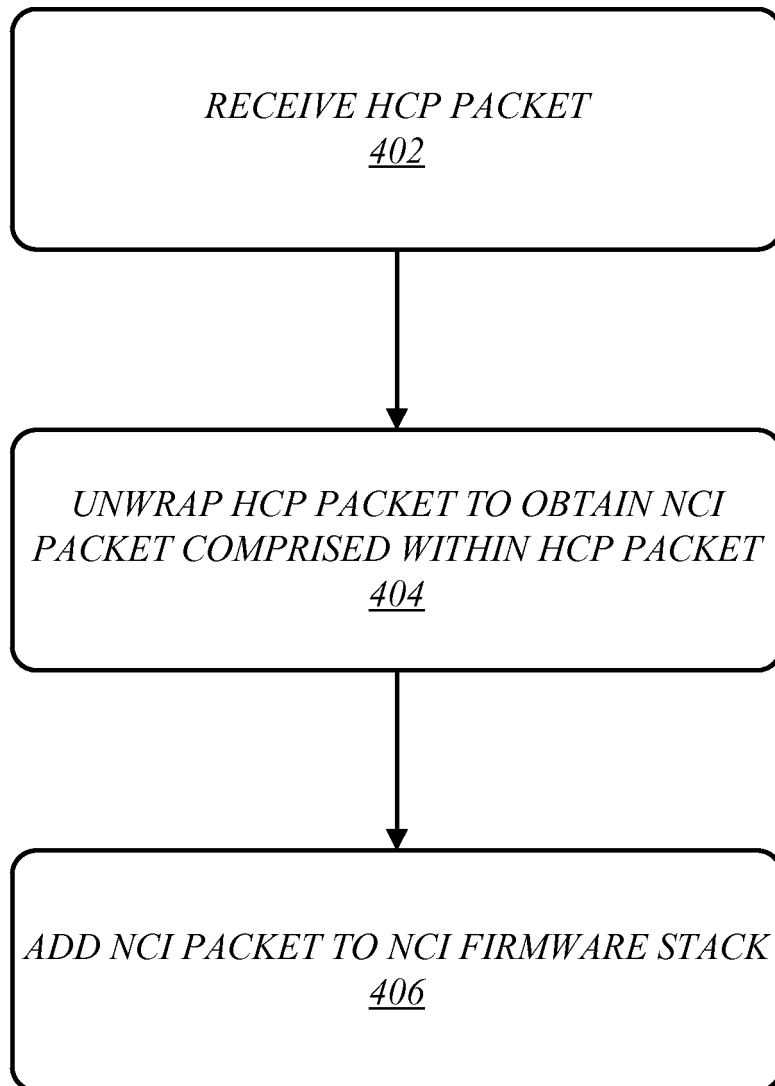 RECEIVE HCP PACKET
402
UNWRAP HCP PACKET TO OBTAIN NCI
PACKET COMPRISED WITHIN HCP PACKET
404
ADD NCI PACKET TO NCI FIRMWARE STACK
406